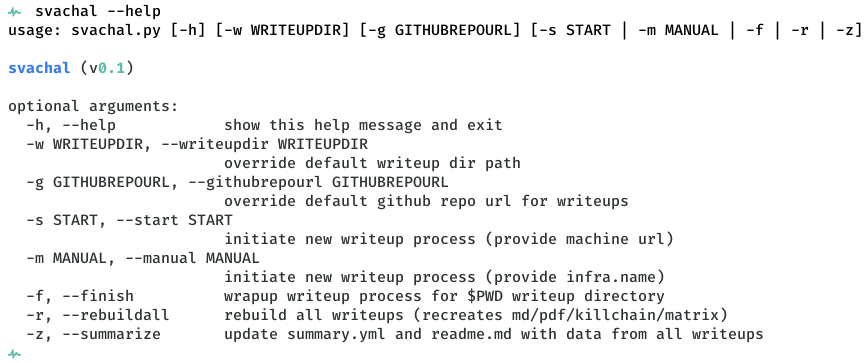 svachal --help
usage: svachal.py [-h] [-w WRITEUPDIR] [-g GITHUBREPOURL] [-s START | -m MANUAL | -f | -r | -z]
svachal (v0.1)
optional arguments:
-h, --help show this help message and exit
-w WRITEUPDIR, --writeupdir WRITEUPDIR
override default writeup dir path
-g GITHUBREPOURL, --githubrepourl GITHUBREPOURL
override default github repo url for writeups
-s START, --start START
initiate new writeup process (provide machine url)
-m MANUAL, --manual MANUAL
initiate new writeup process (provide infra.name)
-f, --finish wrapup writeup process for $PWD writeup directory
-r, --rebuildall rebuild all writeups (recreates md/pdf/killchain/matrix)
-z, --summarize update summary.yml and readme.md with data from all writeups